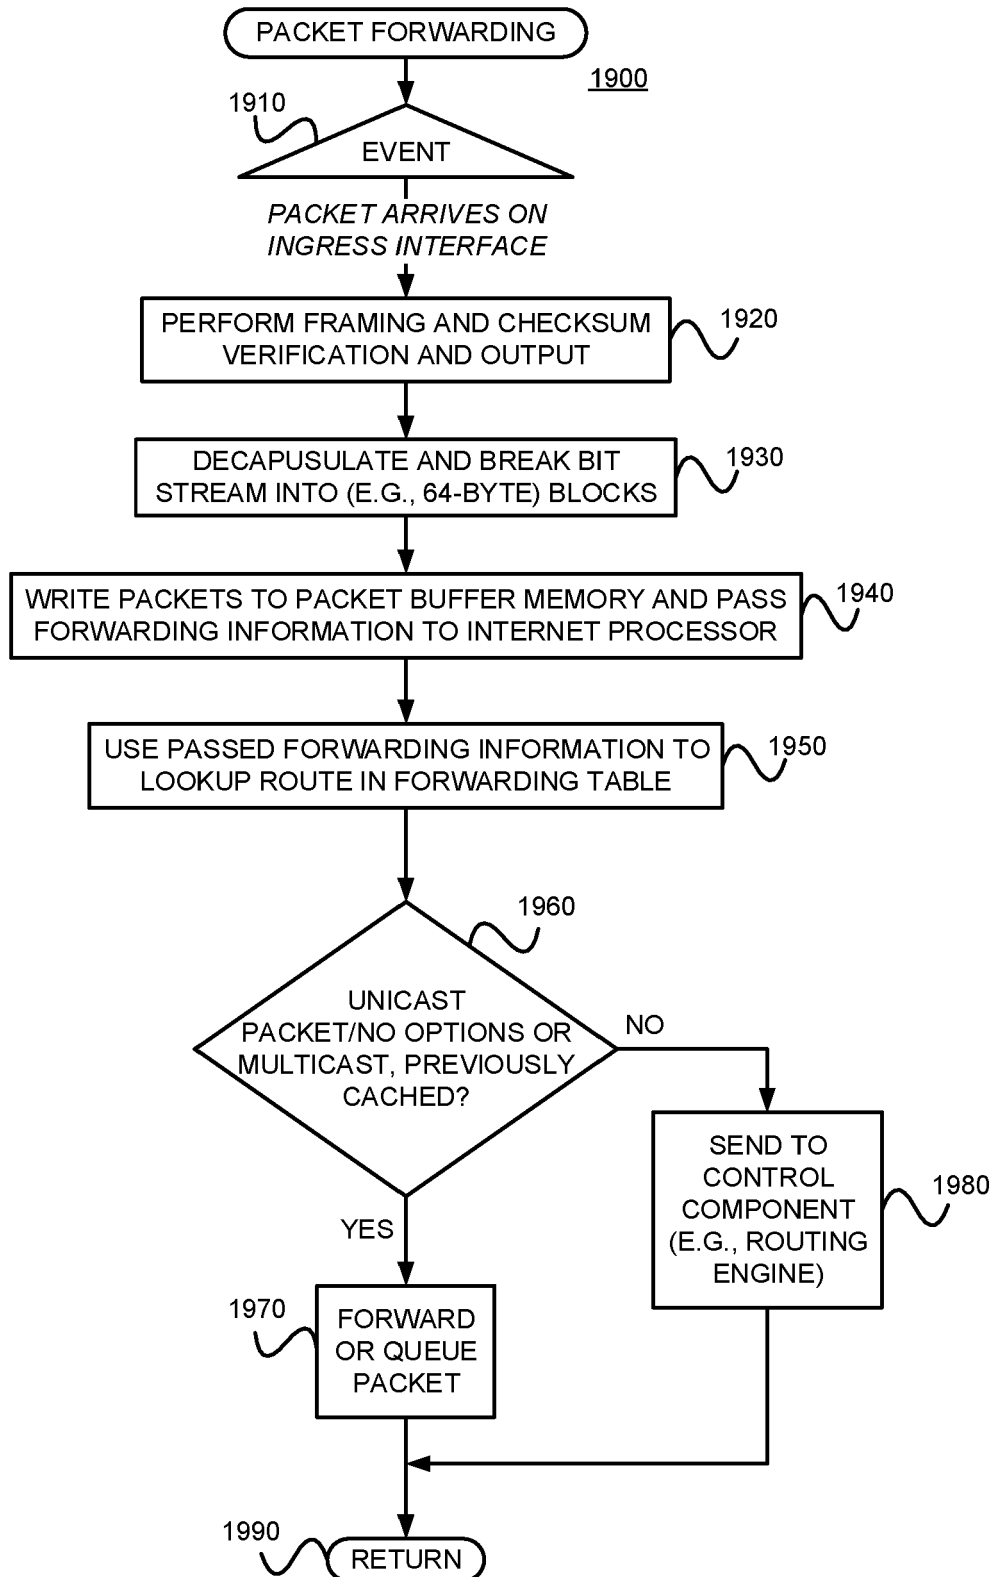 PACKET FORWARDING
1900
1910
EVENT
PACKET ARRIVES ON
INGRESS INTERFACE
PERFORM FRAMING AND CHECKSUM
VERIFICATION AND OUTPUT
1920
DECAPUSULATE AND BREAK BIT
STREAM INTO (E.G., 64-BYTE) BLOCKS
1930
WRITE PACKETS TO PACKET BUFFER MEMORY AND PASS
FORWARDING INFORMATION TO INTERNET PROCESSOR
1940
USE PASSED FORWARDING INFORMATION TO
LOOKUP ROUTE IN FORWARDING TABLE
1950
1960
UNICAST
PACKET/NO OPTIONS OR
MULTICAST, PREVIOUSLY
CACHED?
NO
YES
SEND TO
CONTROL
COMPONENT
(E.G., ROUTING
ENGINE)
1980
1970
FORWARD
OR QUEUE
PACKET
1990
RETURN